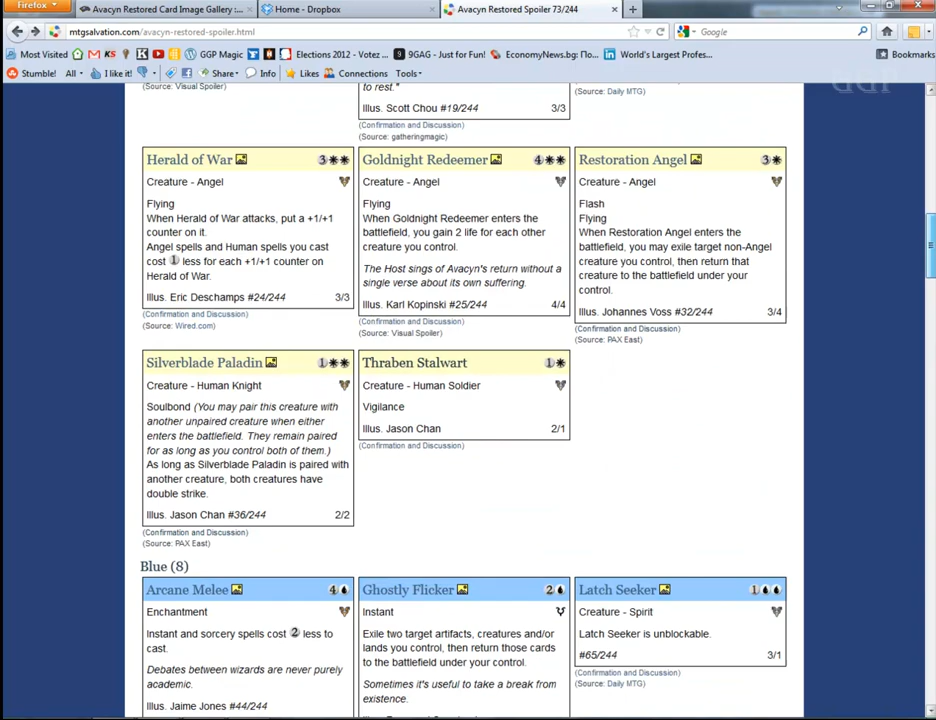 Firefox
Avacyn Restored Card Image Gallery :...
Home - Dropbox
Avacyn Restored Spoiler 73/244
mtgsalvation.com/avacyn-restored-spoiler.html
Google
Most Visited
GGP Magic
Elections 2012 - Votez ...
9GAG - Just for Fun!
EconomyNews.bg: По...
World's Largest Profes...
Bookmarks
Stumble!
All
I like it!
Share
Info
Likes
Connections
Tools
(Source: Visual Spoiler)
to rest."
(Source: Daily MTG)
Illus. Scott Chou #19/244
3/3
(Confirmation and Discussion)
(Source: gatheringmagic)
Herald of War
3
Creature - Angel
Flying
When Herald of War attacks, put a +1/+1
counter on it.
Angel spells and Human spells you cast
cost 1 less for each +1/+1 counter on
Herald of War.
Illus. Eric Deschamps #24/244
3/3
(Confirmation and Discussion)
(Source: Wired.com)
Goldnight Redeemer
4
Creature - Angel
Flying
When Goldnight Redeemer enters the
battlefield, you gain 2 life for each other
creature you control.
The Host sings of Avacyn's return without a
single verse about its own suffering.
Illus. Karl Kopinski #25/244
4/4
(Confirmation and Discussion)
(Source: Visual Spoiler)
Restoration Angel
3
Creature - Angel
Flash
Flying
When Restoration Angel enters the
battlefield, you may exile target non-Angel
creature you control, then return that
creature to the battlefield under your
control.
Illus. Johannes Voss #32/244
3/4
(Confirmation and Discussion)
(Source: PAX East)
Silverblade Paladin
1
Creature - Human Knight
Soulbond (You may pair this creature with
another unpaired creature when either
enters the battlefield. They remain paired
for as long as you control both of them.)
As long as Silverblade Paladin is paired with
another creature, both creatures have
double strike.
Illus. Jason Chan #36/244
2/2
(Confirmation and Discussion)
(Source: PAX East)
Thraben Stalwart
1
Creature - Human Soldier
Vigilance
Illus. Jason Chan
2/1
(Confirmation and Discussion)
Blue (8)
Arcane Melee
4
Enchantment
Instant and sorcery spells cost 2 less to
cast.
Debates between wizards are never purely
academic.
Illus. Jaime Jones #44/244
Ghostly Flicker
2
Instant
Exile two target artifacts, creatures and/or
lands you control, then return those cards
to the battlefield under your control.
Sometimes it's useful to take a break from
existence.
Latch Seeker
1
Creature - Spirit
Latch Seeker is unblockable.
#65/244
3/1
(Confirmation and Discussion)
(Source: Daily MTG)